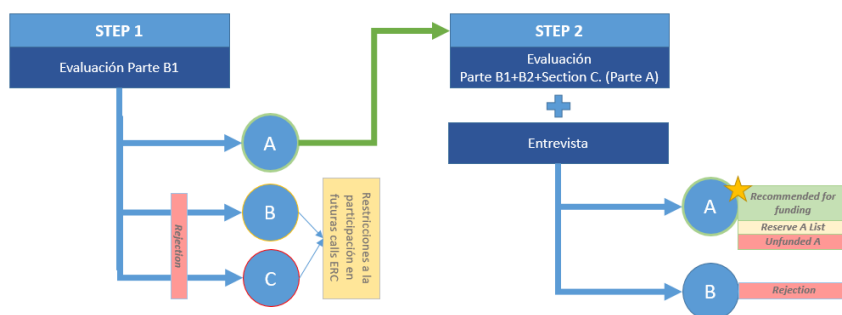 STEP 1
Evaluación Parte B1
A
B
C
Rejection
Restricciones a la
participación en
futuras calls ERC
STEP 2
Evaluación
Parte B1+B2+Section C. (Parte A)
Entrevista
A
Recommended for
funding
Reserve A List
Unfunded A
B
Rejection